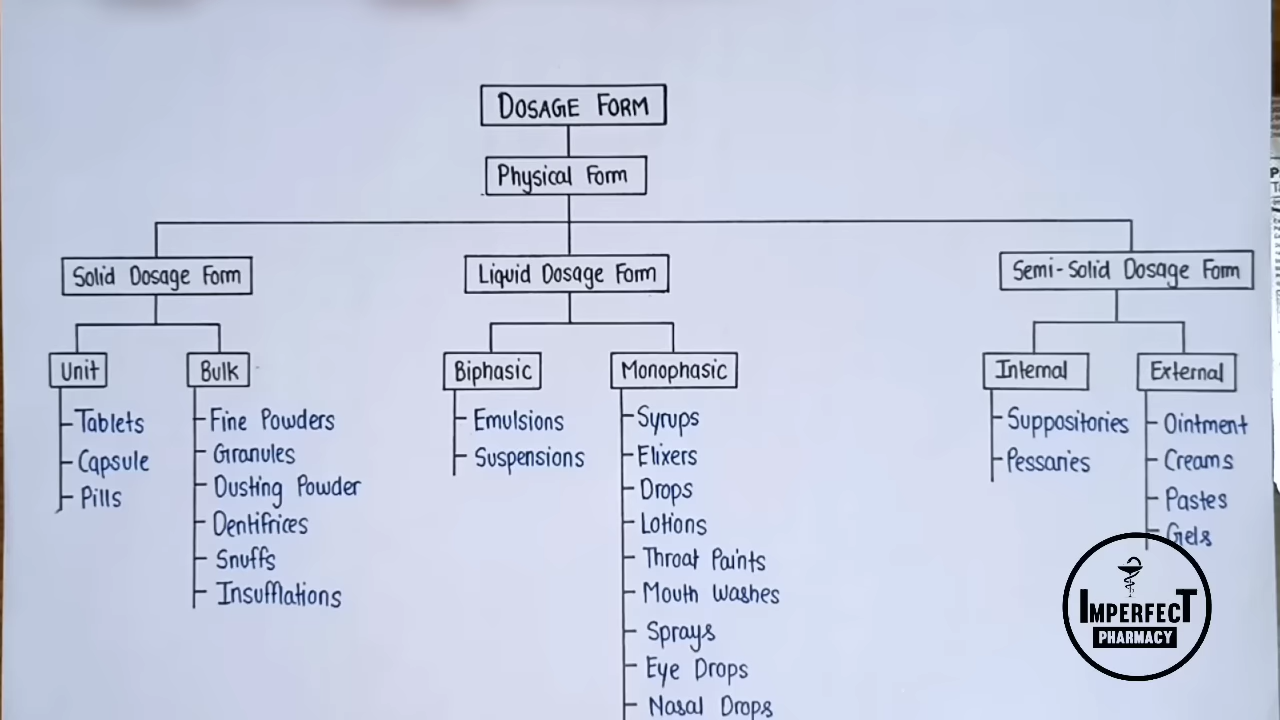 DOSAGE FORM
Physical Form
Solid Dosage Form
Liquid Dosage Form
Semi-Solid Dosage Form
Unit
Tablets
Capsule
Pills
Bulk
Fine Powders
Granules
Dusting Powder
Dentifrices
Snuffs
Insufflations
Biphasic
Emulsions
Suspensions
Monophasic
Syrups
Elixers
Drops
Lotions
Throat Paints
Mouth Washes
Sprays
Eye Drops
Nasal Drops
Internal
Suppositories
Pessaries
External
Ointment
Creams
Pastes
Gels
IMPERFECT
PHARMACY